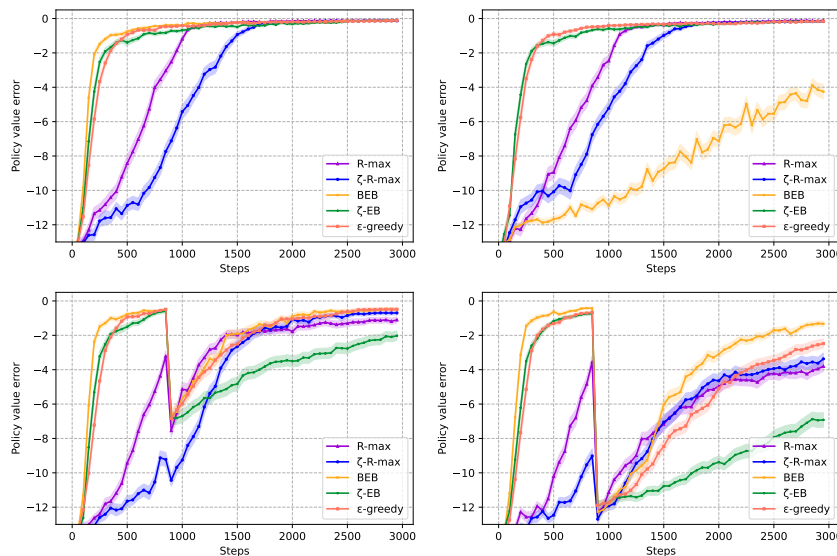 0
−2
−4
−6
−8
−10
−12
Policy value error
0 500 1000 1500 2000 2500 3000
Steps
R-max
ζ-R-max
BEB
ζ-EB
ε-greedy
0
−2
−4
−6
−8
−10
−12
Policy value error
0 500 1000 1500 2000 2500 3000
Steps
R-max
ζ-R-max
BEB
ζ-EB
ε-greedy
0
−2
−4
−6
−8
−10
−12
Policy value error
0 500 1000 1500 2000 2500 3000
Steps
R-max
ζ-R-max
BEB
ζ-EB
ε-greedy
0
−2
−4
−6
−8
−10
−12
Policy value error
0 500 1000 1500 2000 2500 3000
Steps
R-max
ζ-R-max
BEB
ζ-EB
ε-greedy